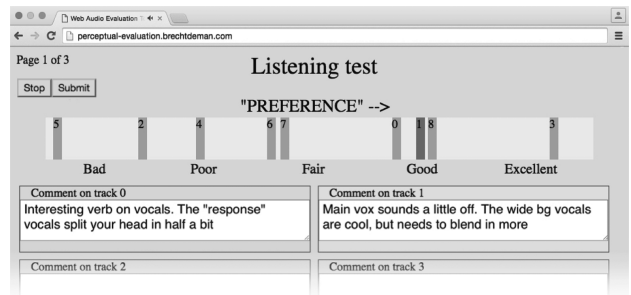 Web Audio Evaluation T
perceptual-evaluation.brechtdeman.com
Page 1 of 3
Listening test
Stop Submit
"PREFERENCE" -->
5 2 4 6 7 0 1 8 3
Bad Poor Fair Good Excellent
Comment on track 0
Interesting verb on vocals. The "response"
vocals split your head in half a bit
Comment on track 1
Main vox sounds a little off. The wide bg vocals
are cool, but needs to blend in more
Comment on track 2
Comment on track 3